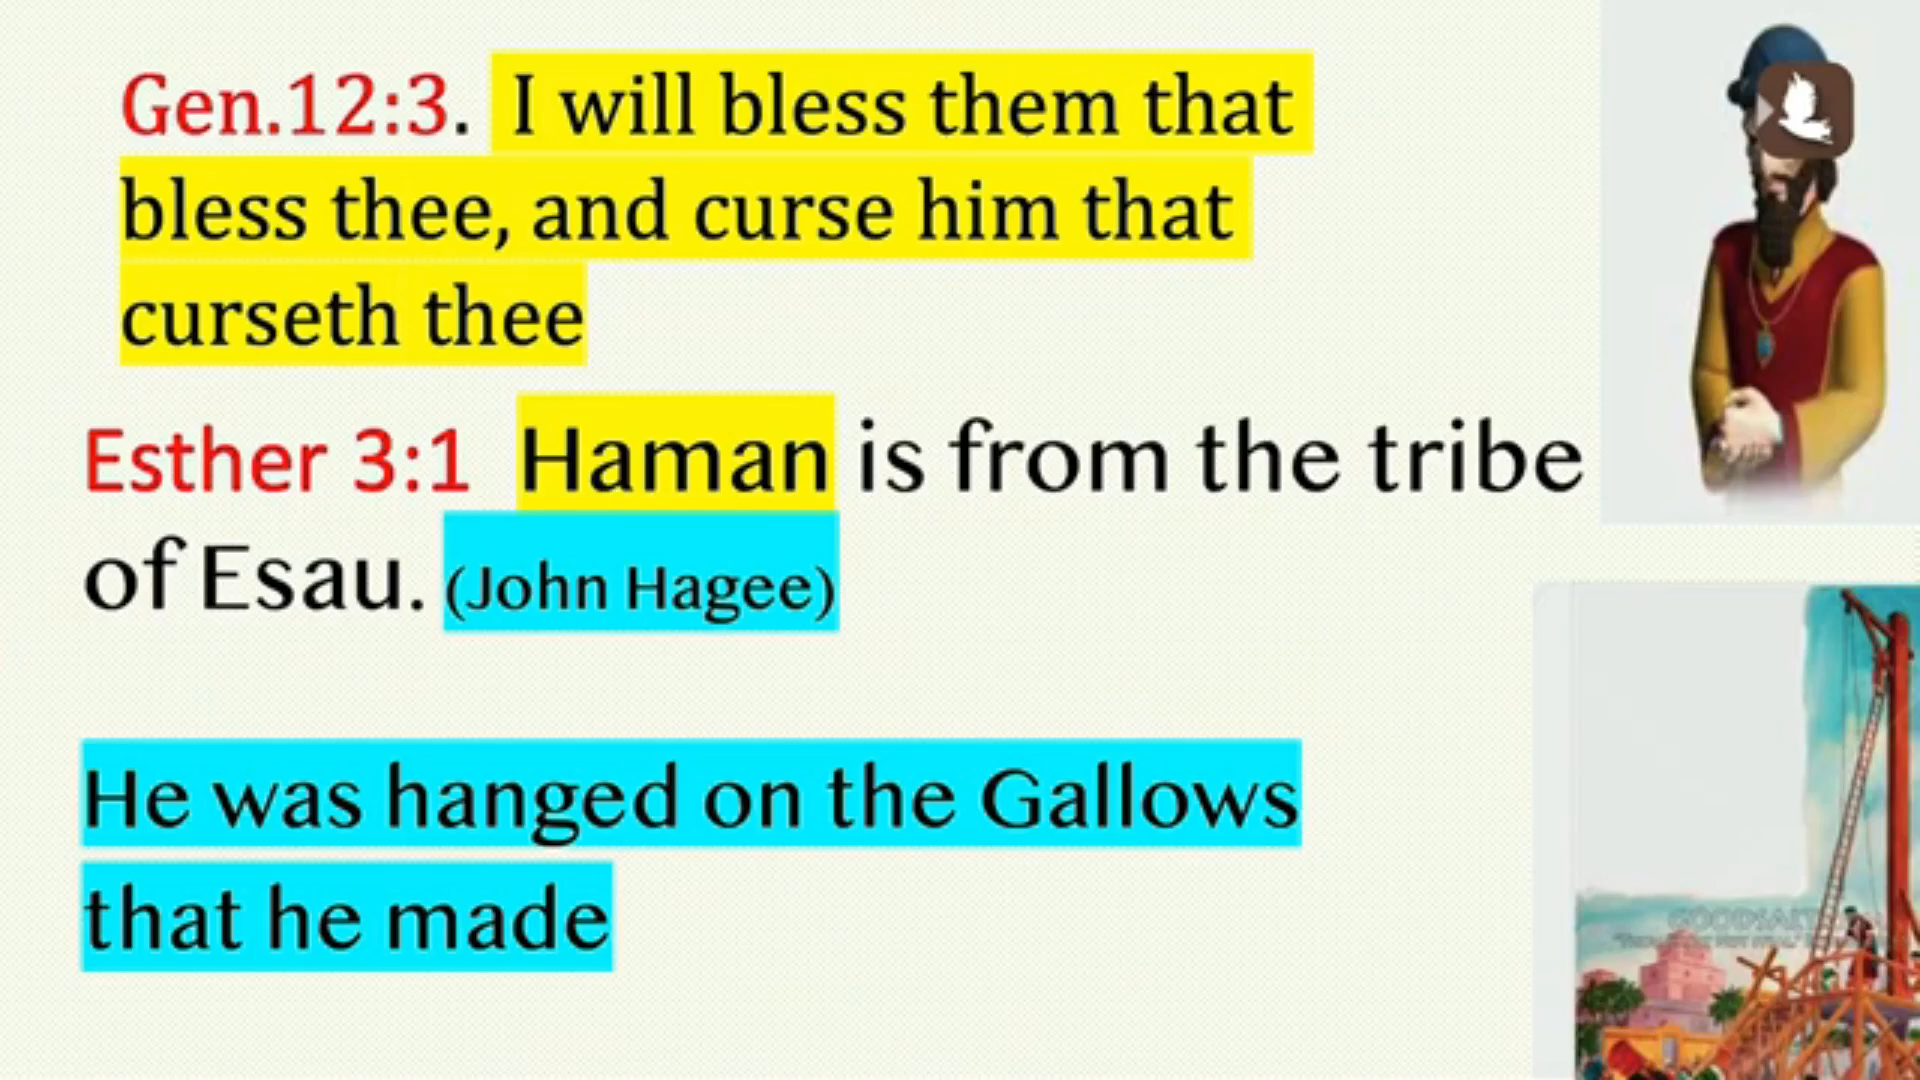 Gen.12:3. I will bless them that
bless thee, and curse him that
curseth thee
Esther 3:1 Haman is from the tribe
of Esau. (John Hagee)
He was hanged on the Gallows
that he made